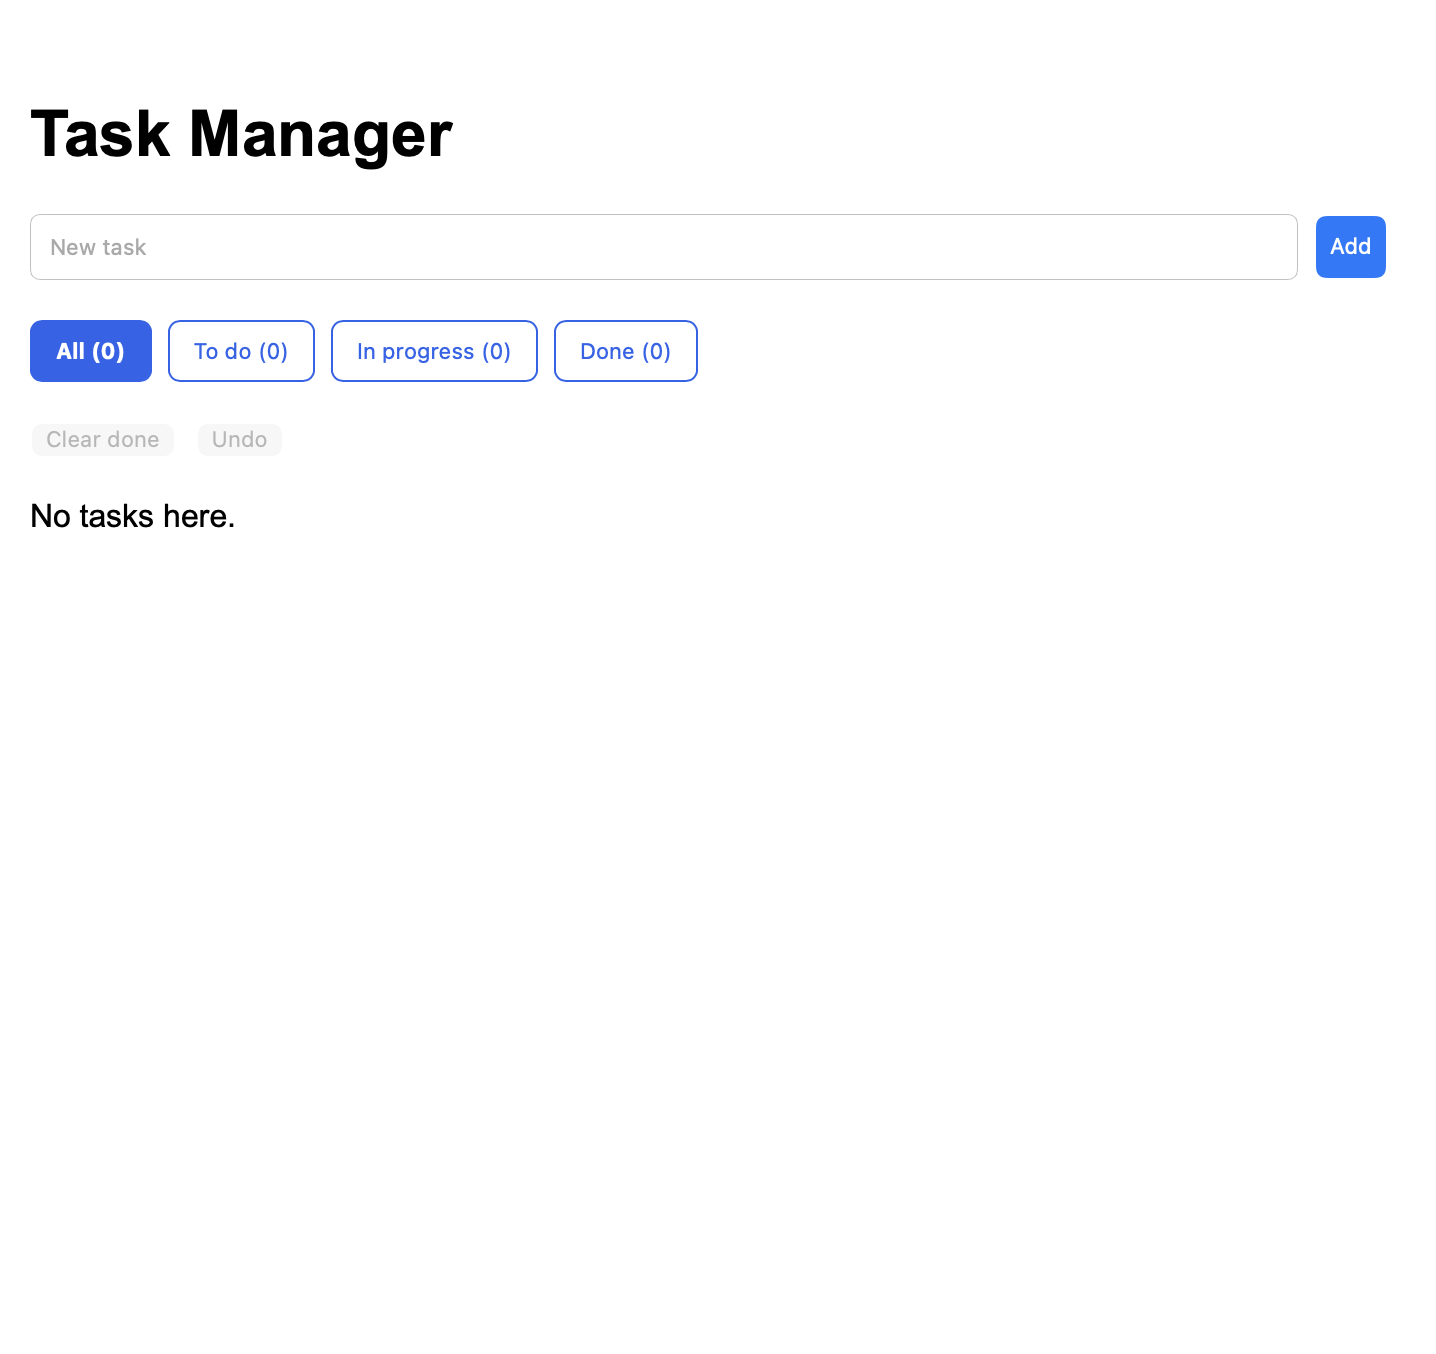 Task Manager
New task
Add
All (0)
To do (0)
In progress (0)
Done (0)
Clear done
Undo
No tasks here.